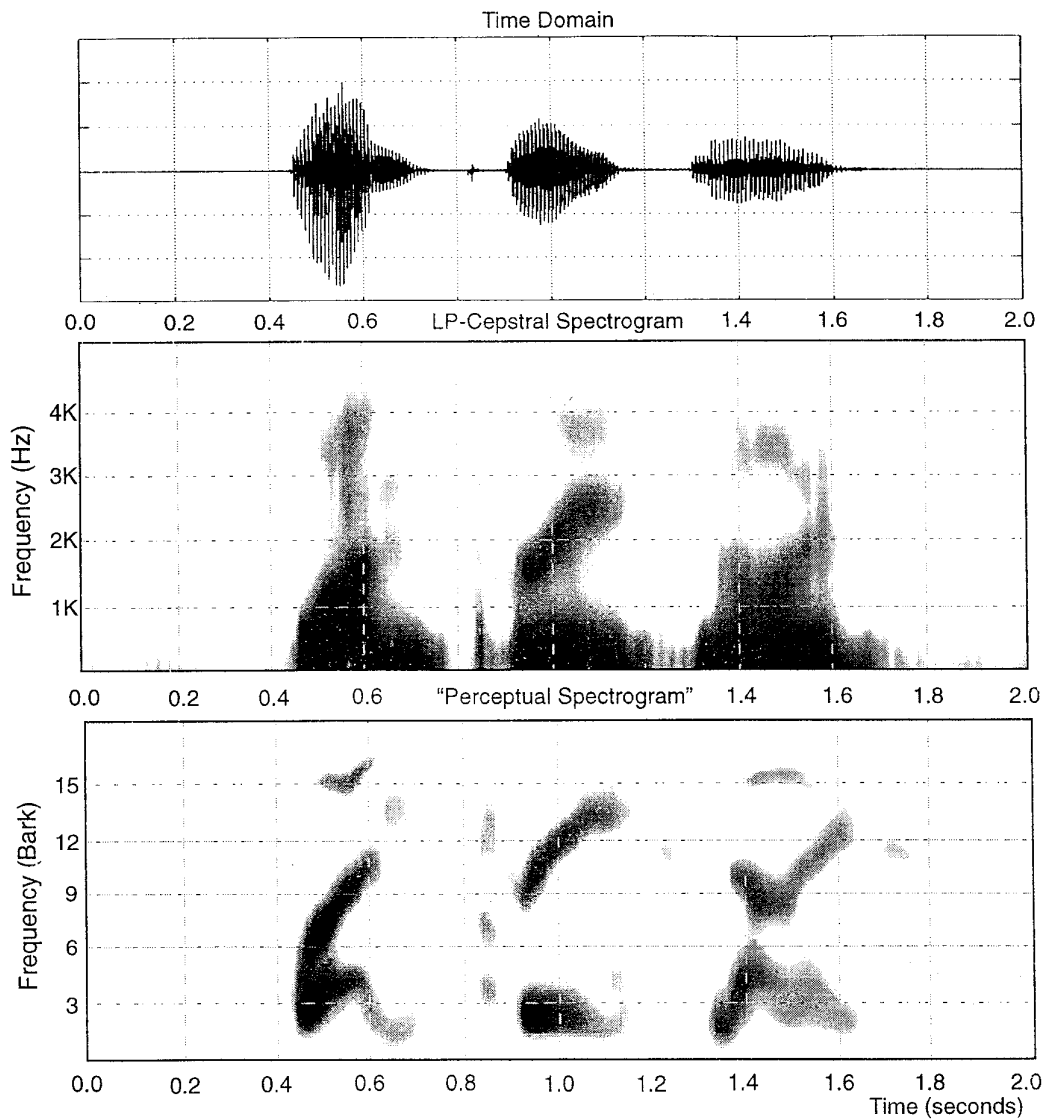 Time Domain
0.0 0.2 0.4 0.6 LP-Cepstral Spectrogram 1.4 1.6 1.8 2.0
Frequency (Hz)
4K
3K
2K
1K
0.0 0.2 0.4 0.6 “Perceptual Spectrogram” 1.4 1.6 1.8 2.0
Frequency (Bark)
15
12
9
6
3
0.0 0.2 0.4 0.6 0.8 1.0 1.2 1.4 1.6 1.8 2.0
Time (seconds)